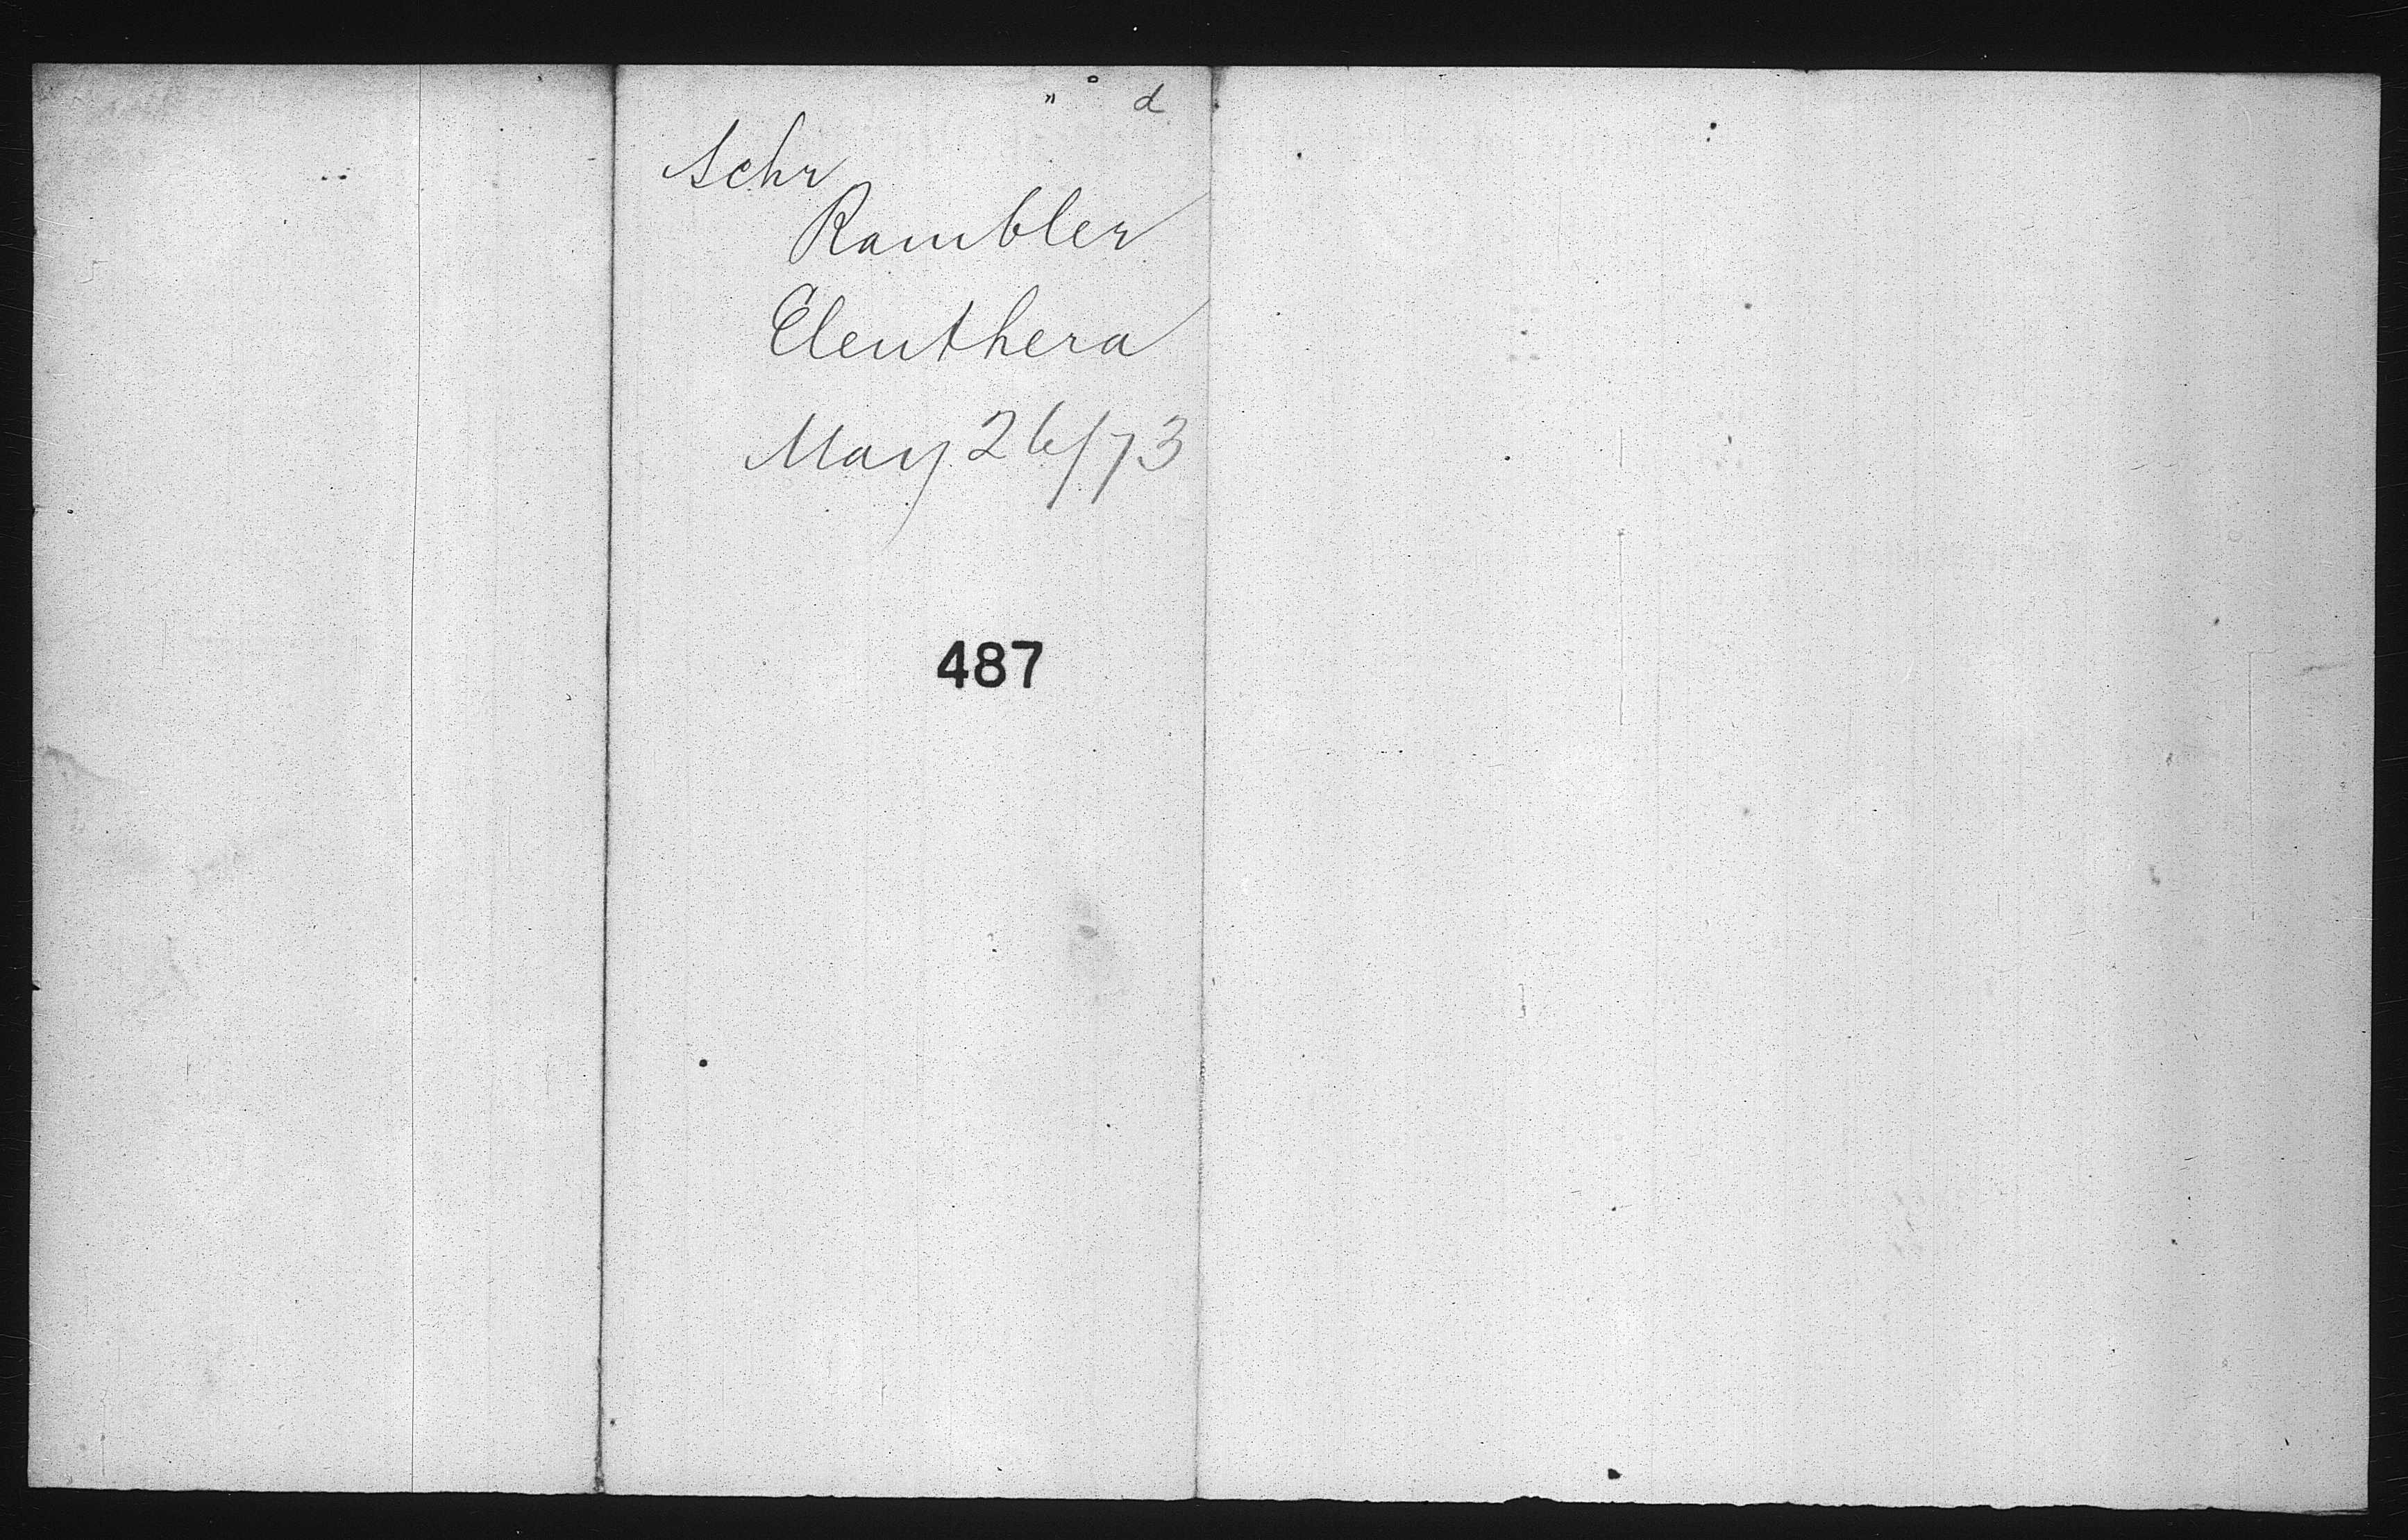 d
Schr
Rambler
Eleuthera
May 26/73
487